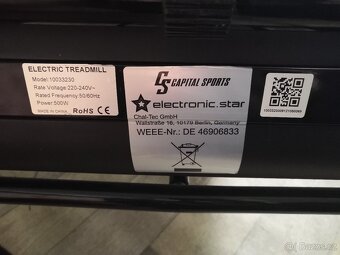 ELECTRIC TREADMILL
Model: 10033230
Rate Voltage: 220-240V~
Rated Frequency: 50/60Hz
Power: 500W
MADE IN CHINA RoHS CE
CS CAPITAL SPORTS
electronic.star
Chal-Tec GmbH
Wallstraße 16, 10179 Berlin, Germany
WEEE-Nr.: DE 46906833